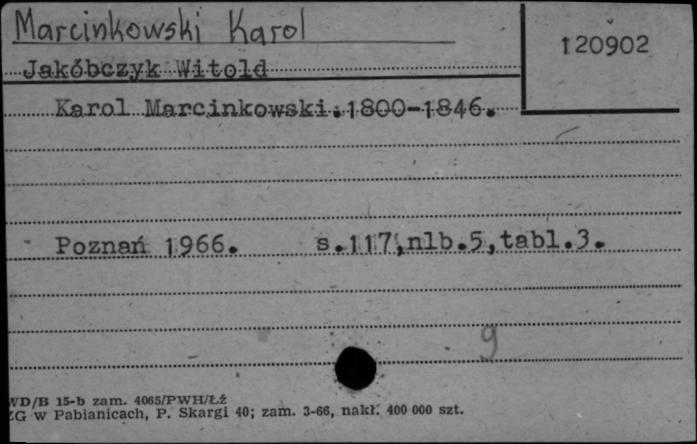 Marcinkowski Karol
120902
Jakóbczyk Witold
Karol Marcinkowski.1800-1846.
Poznań 1966. s.117,nlb.5,tabl.3.
9
WD/B 15-b zam. 4065/PWH/Łź
ZG w Pabianicach, P. Skargi 40; zam. 3-66, nakł. 400 000 szt.